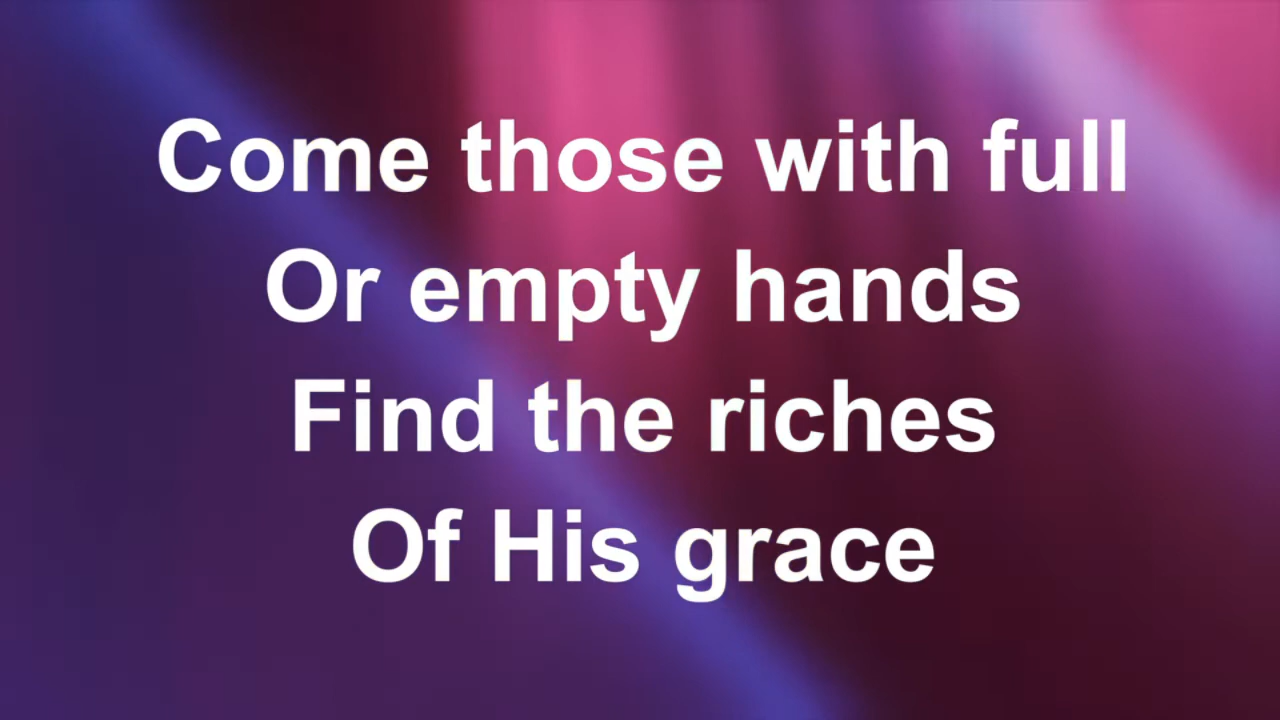 Come those with full
Or empty hands
Find the riches
Of His grace